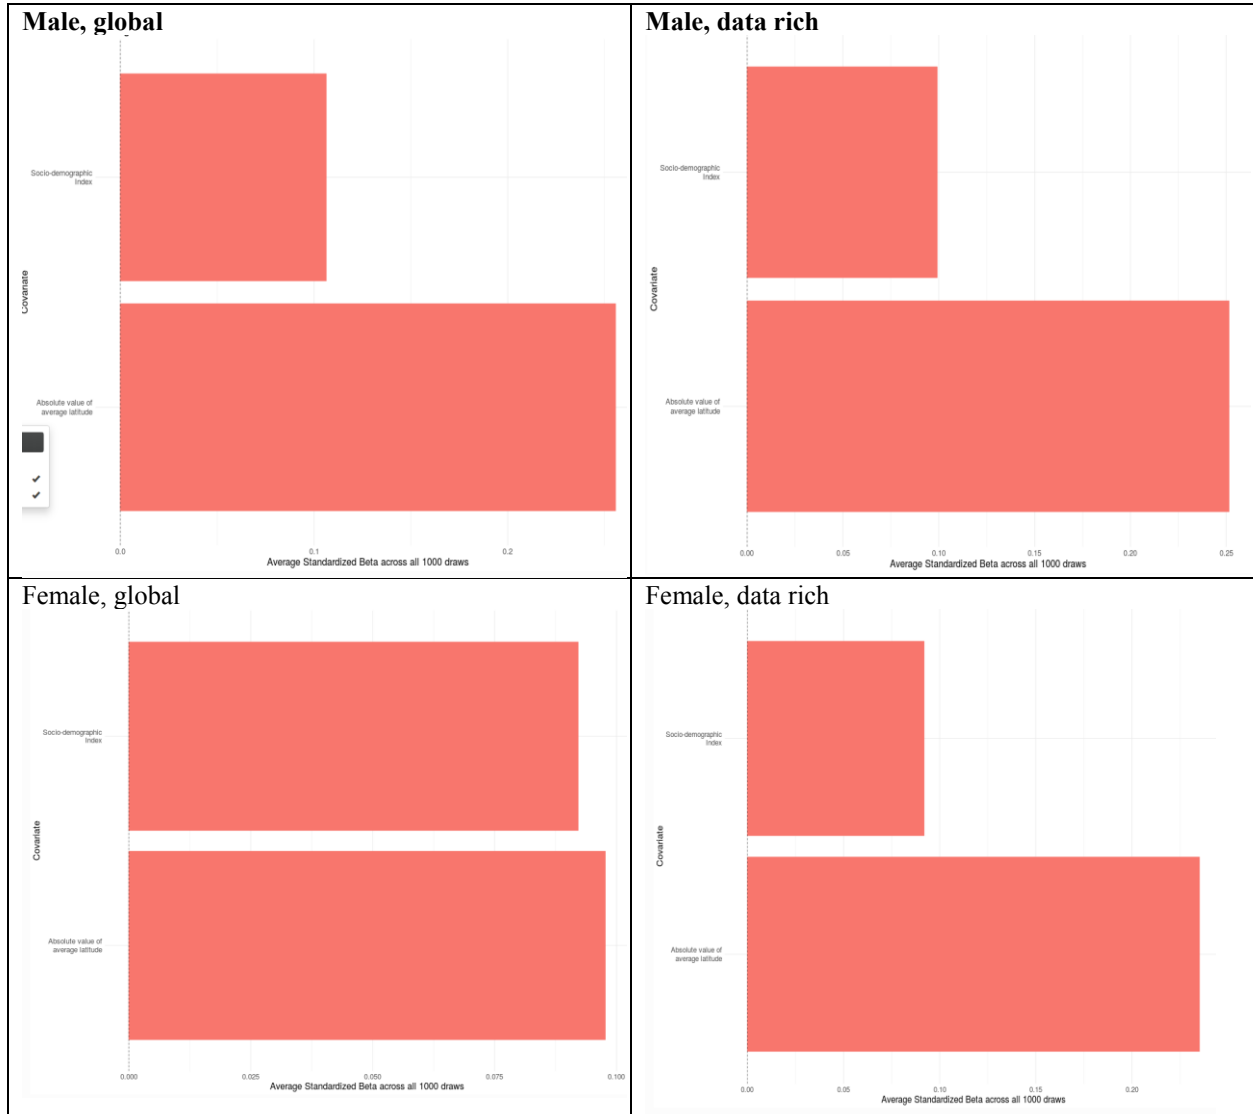 Male, global
Socio-demographic
Index
Covariate
Absolute value of
average latitude
✔
✔
0.0
0.1
0.2
Average Standardized Beta across all 1000 draws
Male, data rich
Socio-demographic
Index
Covariate
Absolute value of
average latitude
0.00
0.05
0.10
0.15
0.20
0.25
Average Standardized Beta across all 1000 draws
Female, global
Socio-demographic
Index
Covariate
Absolute value of
average latitude
0.000
0.025
0.050
0.075
0.100
Average Standardized Beta across all 1000 draws
Female, data rich
Socio-demographic
Index
Covariate
Absolute value of
average latitude
0.00
0.05
0.10
0.15
0.20
Average Standardized Beta across all 1000 draws